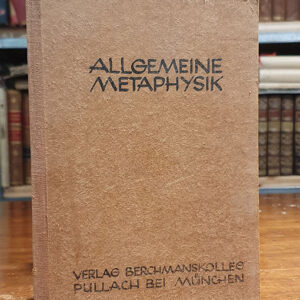 ALLGEMEINE
METAPHYSIK
VERLAG BERCHMANSKOLLEG
PULLACH BEI MÜNCHEN